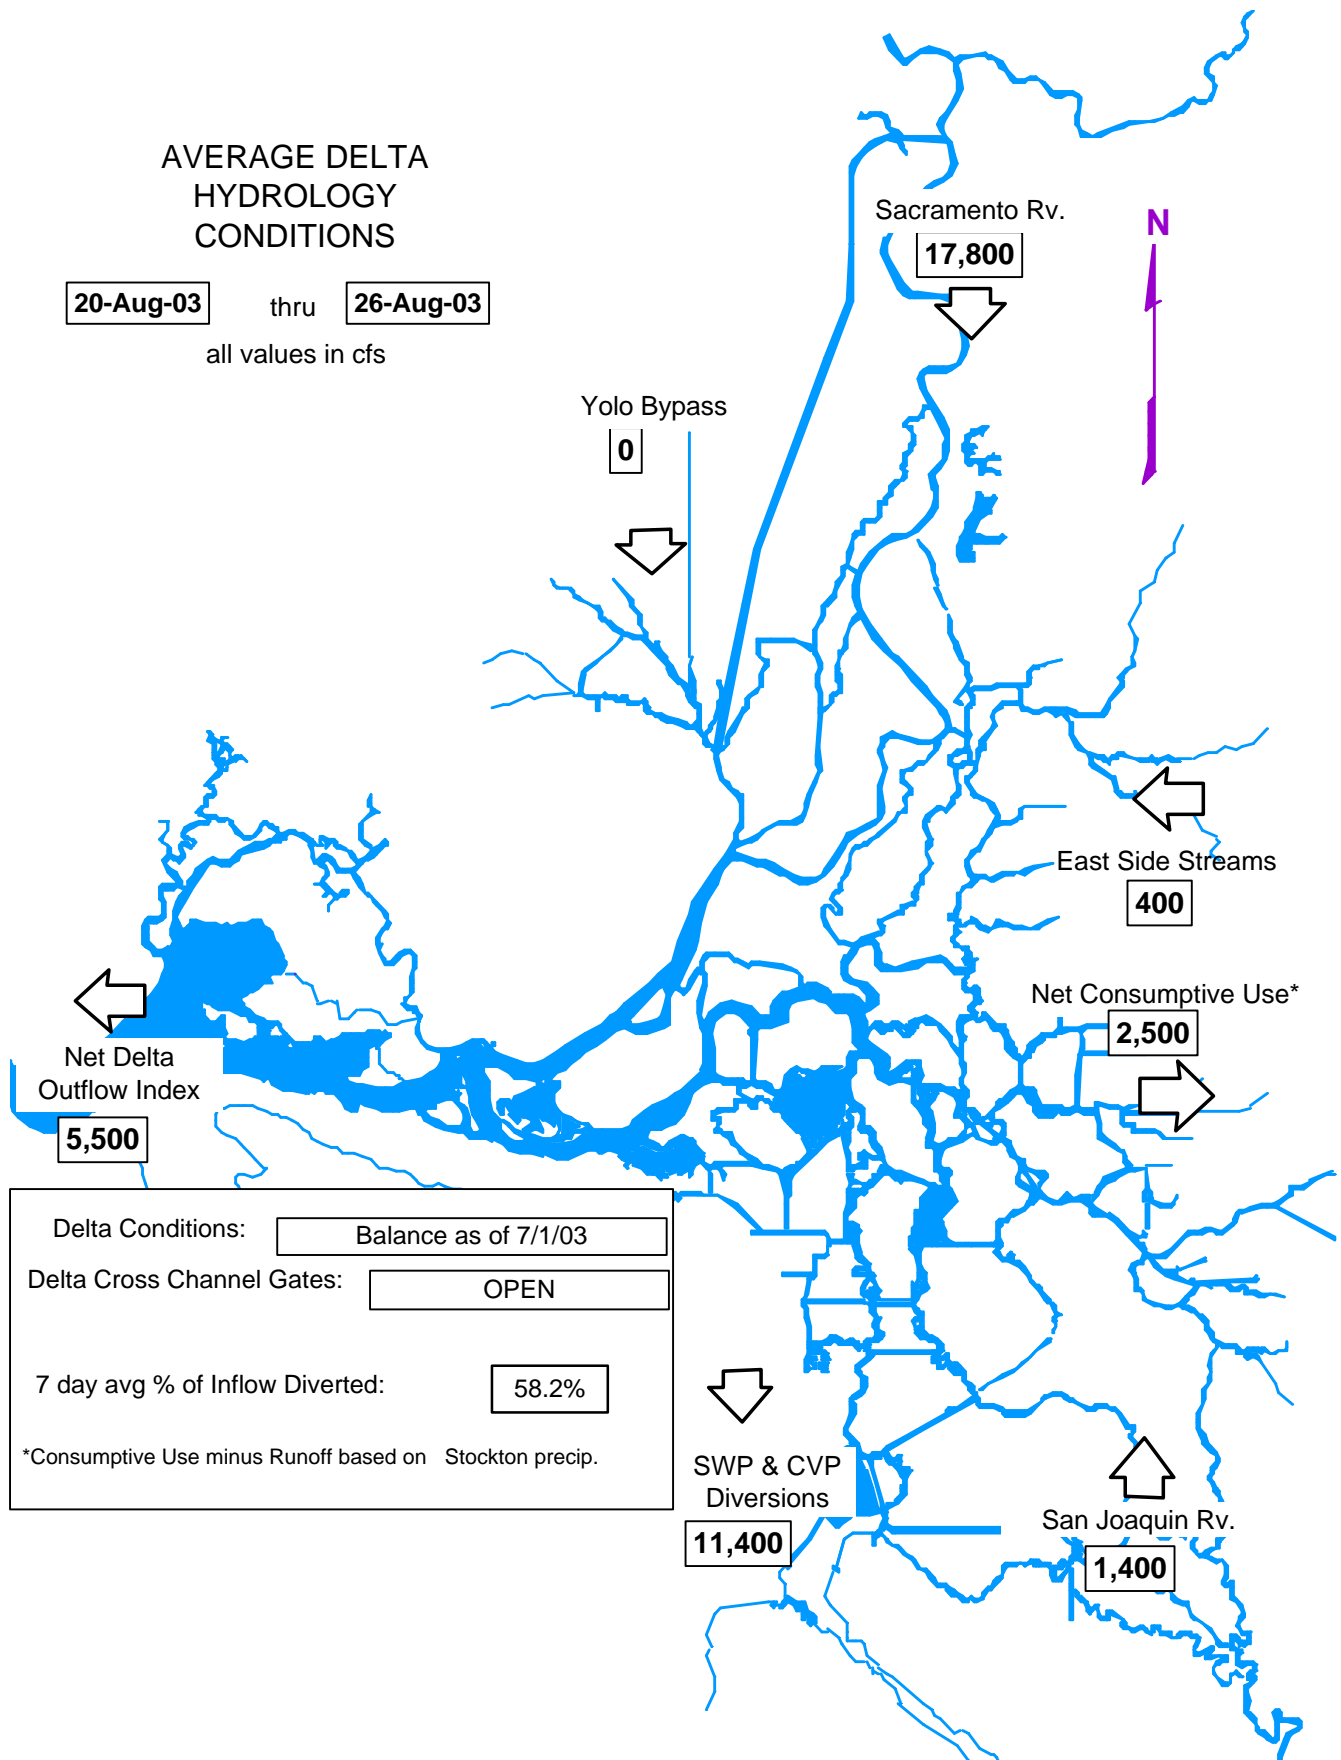 AVERAGE DELTA
HYDROLOGY
CONDITIONS
20-Aug-03 thru 26-Aug-03
all values in cfs
Sacramento Rv.
17,800
N
Yolo Bypass
0
East Side Streams
400
Net Consumptive Use*
2,500
Net Delta
Outflow Index
5,500
Delta Conditions: Balance as of 7/1/03
Delta Cross Channel Gates: OPEN
7 day avg % of Inflow Diverted: 58.2%
*Consumptive Use minus Runoff based on Stockton precip.
SWP & CVP
Diversions
11,400
San Joaquin Rv.
1,400